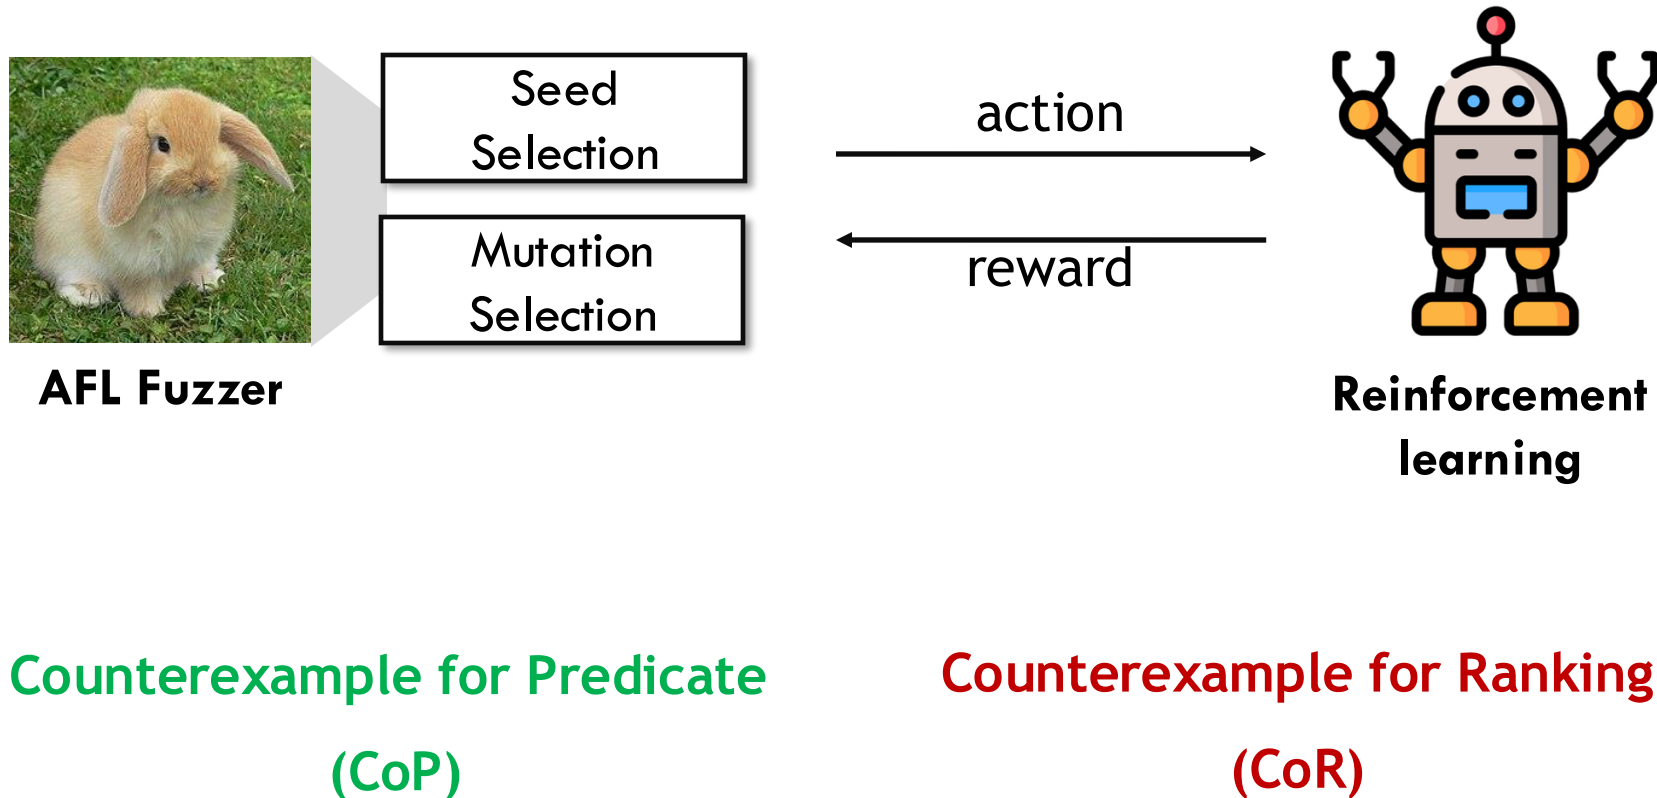 Seed
Selection
Mutation
Selection
action
reward
AFL Fuzzer
Reinforcement
learning
Counterexample for Predicate
(CoP)
Counterexample for Ranking
(CoR)